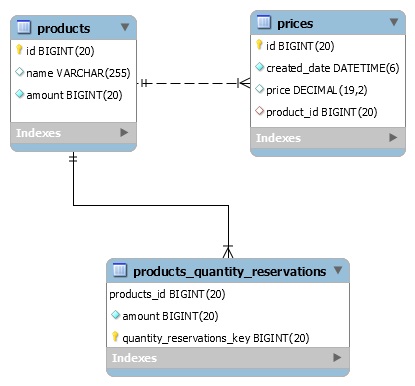 products
id BIGINT(20)
name VARCHAR(255)
amount BIGINT(20)
Indexes
prices
id BIGINT(20)
created_date DATETIME(6)
price DECIMAL(19,2)
product_id BIGINT(20)
Indexes
products_quantity_reservations
products_id BIGINT(20)
amount BIGINT(20)
quantity_reservations_key BIGINT(20)
Indexes